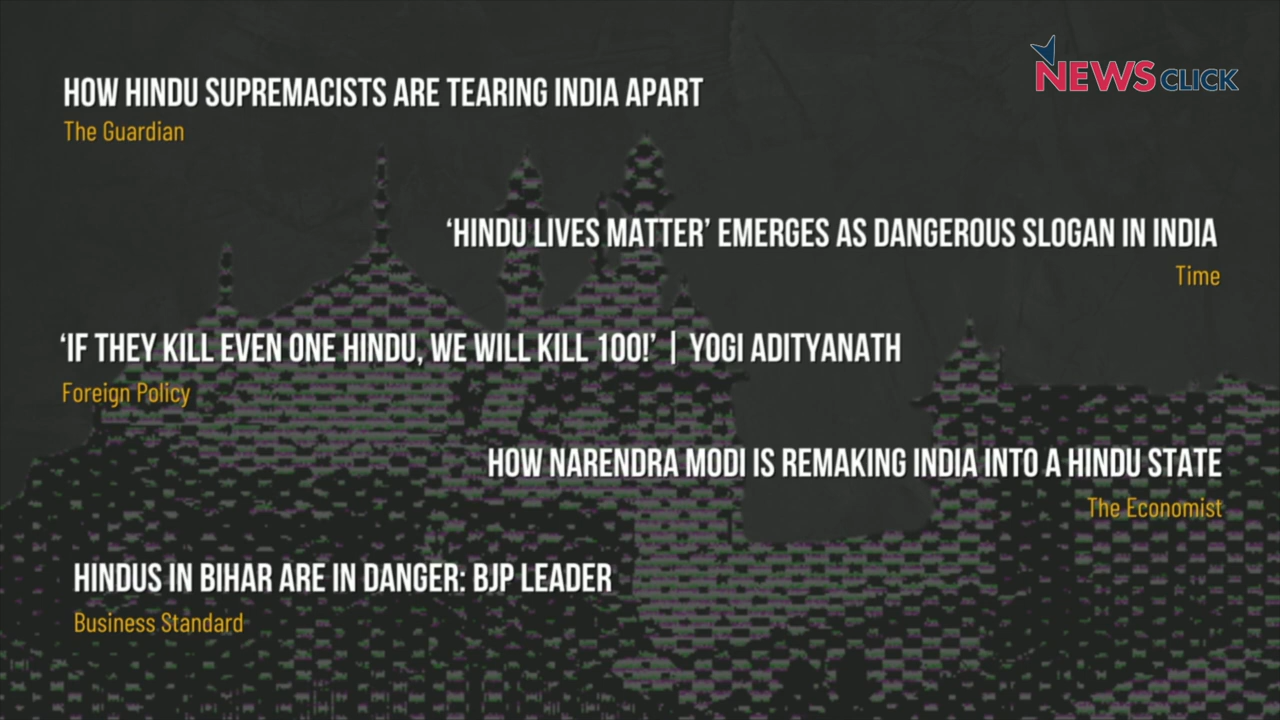 NEWSCLICK
HOW HINDU SUPREMACISTS ARE TEARING INDIA APART
The Guardian
‘HINDU LIVES MATTER’ EMERGES AS DANGEROUS SLOGAN IN INDIA
Time
‘IF THEY KILL EVEN ONE HINDU, WE WILL KILL 100!’ | YOGI ADITYANATH
Foreign Policy
HOW NARENDRA MODI IS REMAKING INDIA INTO A HINDU STATE
The Economist
HINDUS IN BIHAR ARE IN DANGER: BJP LEADER
Business Standard